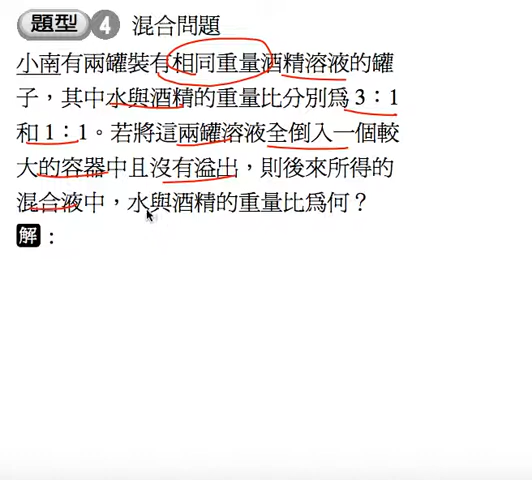 題型 4 混合問題
小南有兩罐裝有相同重量酒精溶液的罐
子，其中水與酒精的重量比分別為 3：1
和 1：1。若將這兩罐溶液全倒入一個較
大的容器中且沒有溢出，則後來所得的
混合液中，水與酒精的重量比為何？
解：